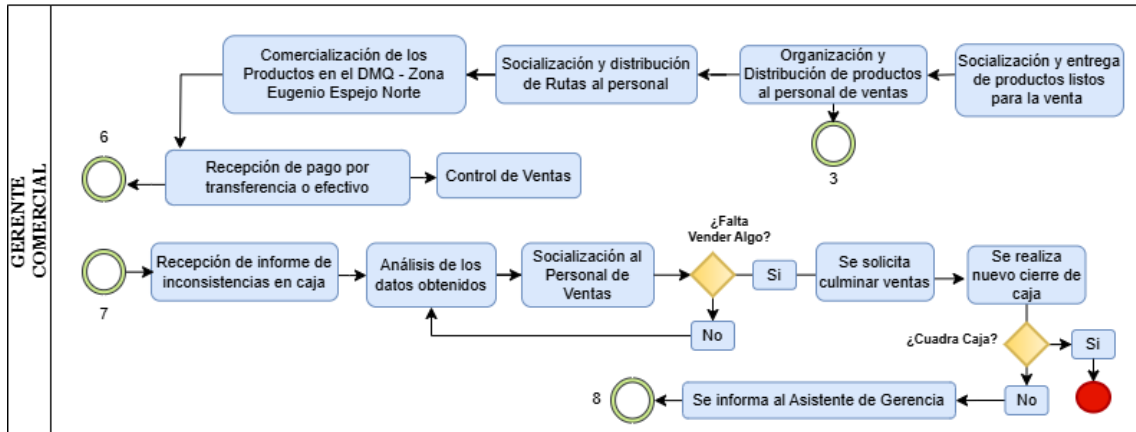 GERENTE
COMERCIAL
Comercialización de los
Productos en el DMQ - Zona
Eugenio Espejo Norte
Socialización y distribución
de Rutas al personal
Organización y
Distribución de productos
al personal de ventas
Socialización y entrega
de productos listos
para la venta
6
Recepción de pago por
transferencia o efectivo
Control de Ventas
3
¿Falta
Vender Algo?
Recepción de informe de
inconsistencias en caja
Análisis de los
datos obtenidos
Socialización al
Personal de
Ventas
Si
Se solicita
culminar ventas
Se realiza
nuevo cierre de
caja
7
No
¿Cuadra Caja?
Si
8
Se informa al Asistente de Gerencia
No